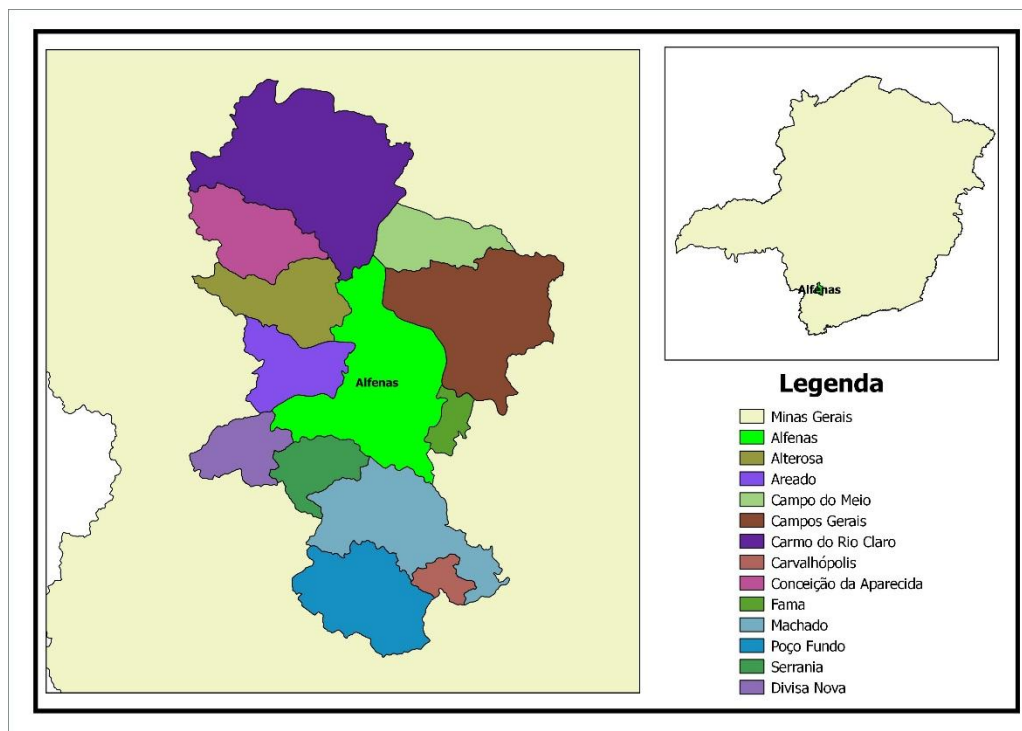 Alfenas
Alfenas
Legenda
Minas Gerais
Alfenas
Alterosa
Areado
Campo do Meio
Campos Gerais
Carmo do Rio Claro
Carvalhópolis
Conceição da Aparecida
Fama
Machado
Poço Fundo
Serrania
Divisa Nova